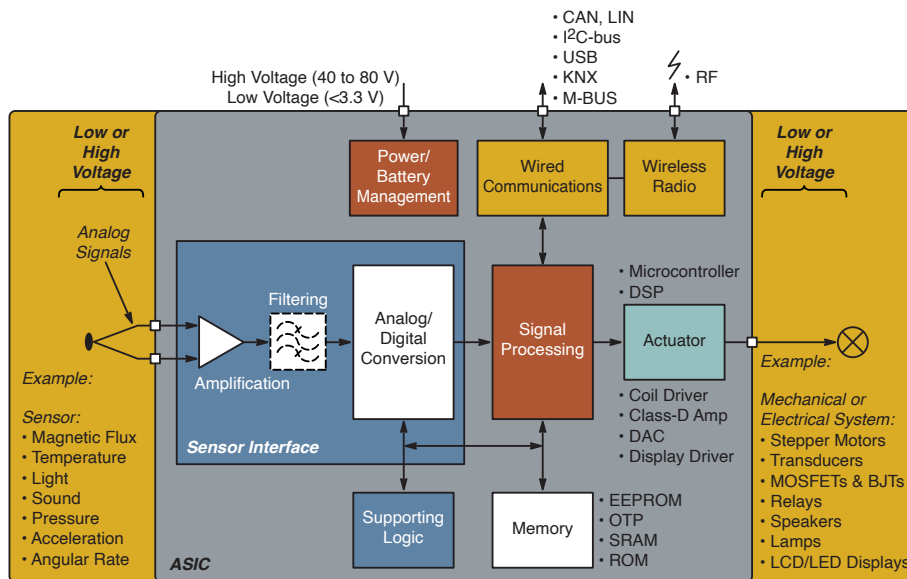 • CAN, LIN
• I²C-bus
• USB
• KNX
• M-BUS
• RF
High Voltage (40 to 80 V)
Low Voltage (<3.3 V)
Low or
High
Voltage
Power/
Battery
Management
Wired
Communications
Wireless
Radio
Low or
High
Voltage
Analog
Signals
Filtering
Amplification
Analog/
Digital
Conversion
Sensor Interface
Signal
Processing
• Microcontroller
• DSP
Actuator
• Coil Driver
• Class-D Amp
• DAC
• Display Driver
Example:
Sensor:
• Magnetic Flux
• Temperature
• Light
• Sound
• Pressure
• Acceleration
• Angular Rate
Supporting
Logic
Memory
• EEPROM
• OTP
• SRAM
• ROM
ASIC
Example:
Mechanical or
Electrical System:
• Stepper Motors
• Transducers
• MOSFETs & BJTs
• Relays
• Speakers
• Lamps
• LCD/LED Displays